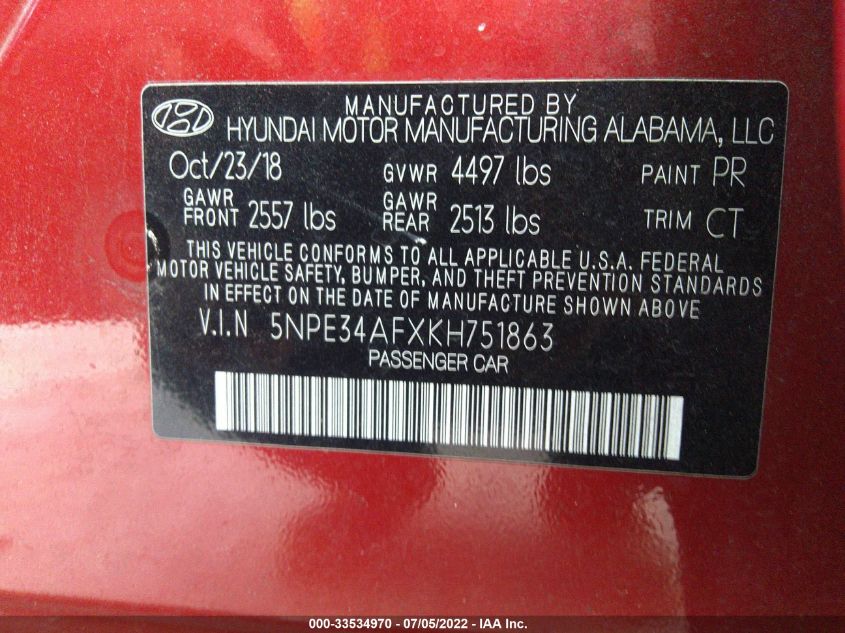 MANUFACTURED BY
HYUNDAI MOTOR MANUFACTURING ALABAMA, LLC
Oct/23/18 GVWR 4497 lbs PAINT PR
GAWR FRONT 2557 lbs GAWR REAR 2513 lbs TRIM CT
THIS VEHICLE CONFORMS TO ALL APPLICABLE U.S.A. FEDERAL
MOTOR VEHICLE SAFETY, BUMPER, AND THEFT PREVENTION STANDARDS
IN EFFECT ON THE DATE OF MANUFACTURE SHOWN ABOVE
V.I.N 5NPE34AFXKH751863
PASSENGER CAR
000-33534970 - 07/05/2022 - IAA Inc.